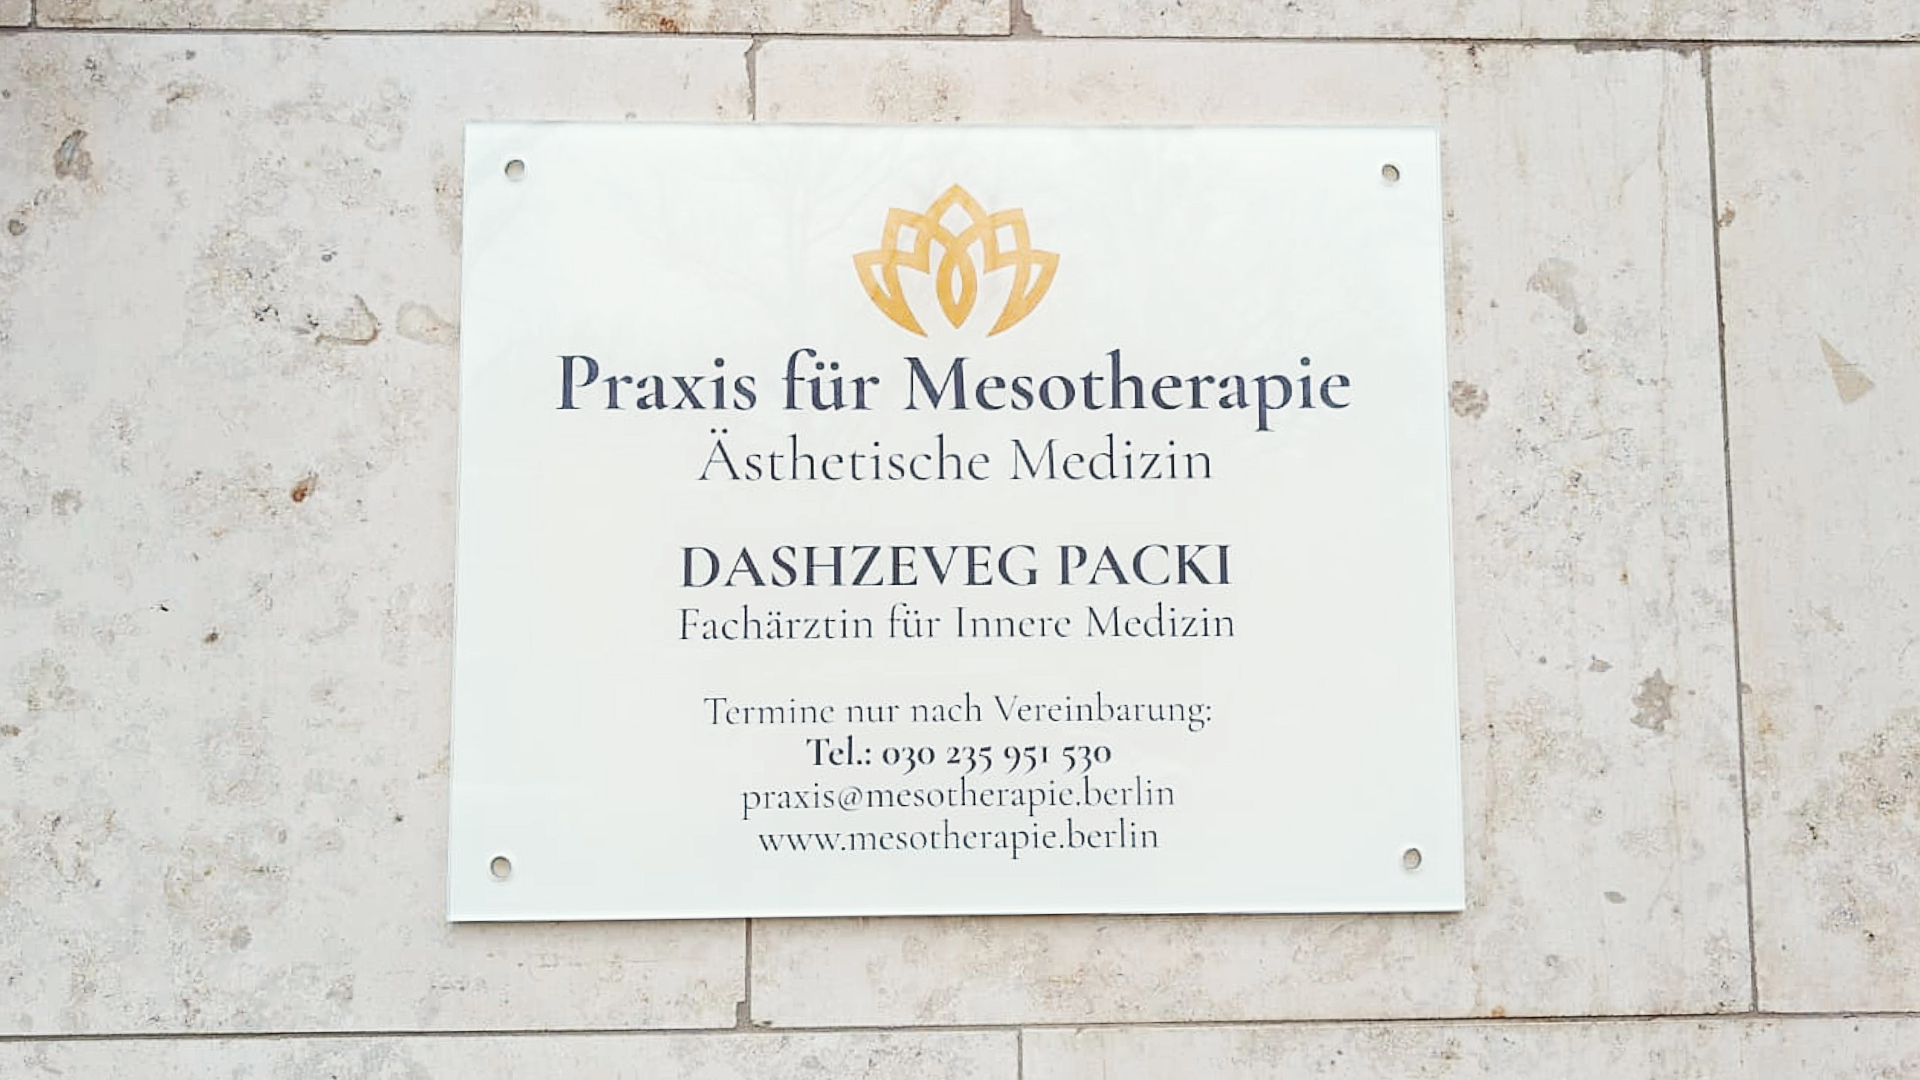 Praxis für Mesotherapie
Ästhetische Medizin
DASHZEVEG PACKI
Fachärztin für Innere Medizin
Termine nur nach Vereinbarung:
Tel.: 030 235 951 530
praxis@mesotherapie.berlin
www.mesotherapie.berlin